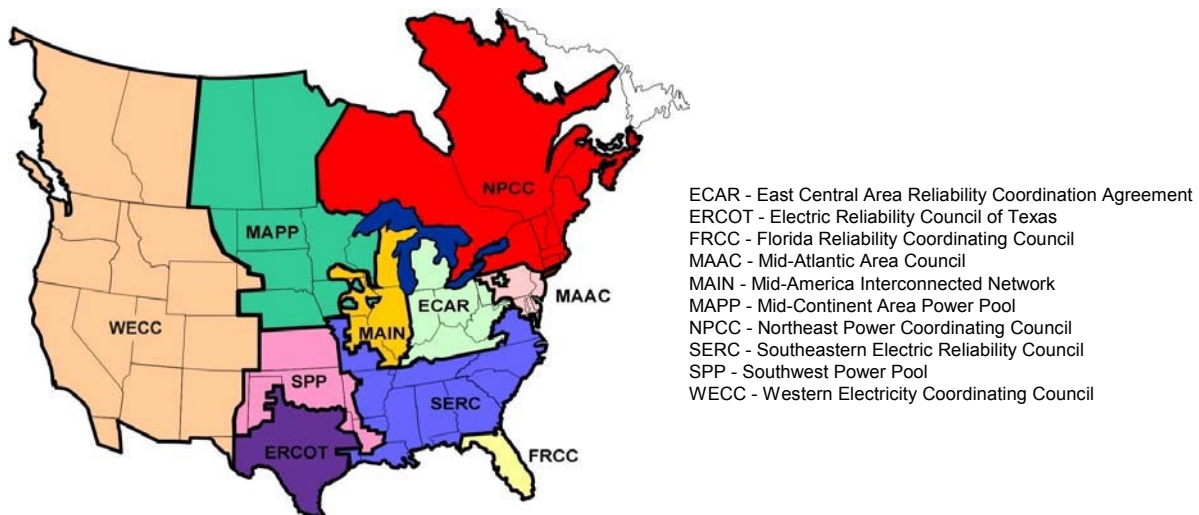 NPCC
MAPP
MAAC
ECAR
WECC
MAIN
SPP
SERC
ERCOT
FRCC
ECAR - East Central Area Reliability Coordination Agreement
ERCOT - Electric Reliability Council of Texas
FRCC - Florida Reliability Coordinating Council
MAAC - Mid-Atlantic Area Council
MAIN - Mid-America Interconnected Network
MAPP - Mid-Continent Area Power Pool
NPCC - Northeast Power Coordinating Council
SERC - Southeastern Electric Reliability Council
SPP - Southwest Power Pool
WECC - Western Electricity Coordinating Council